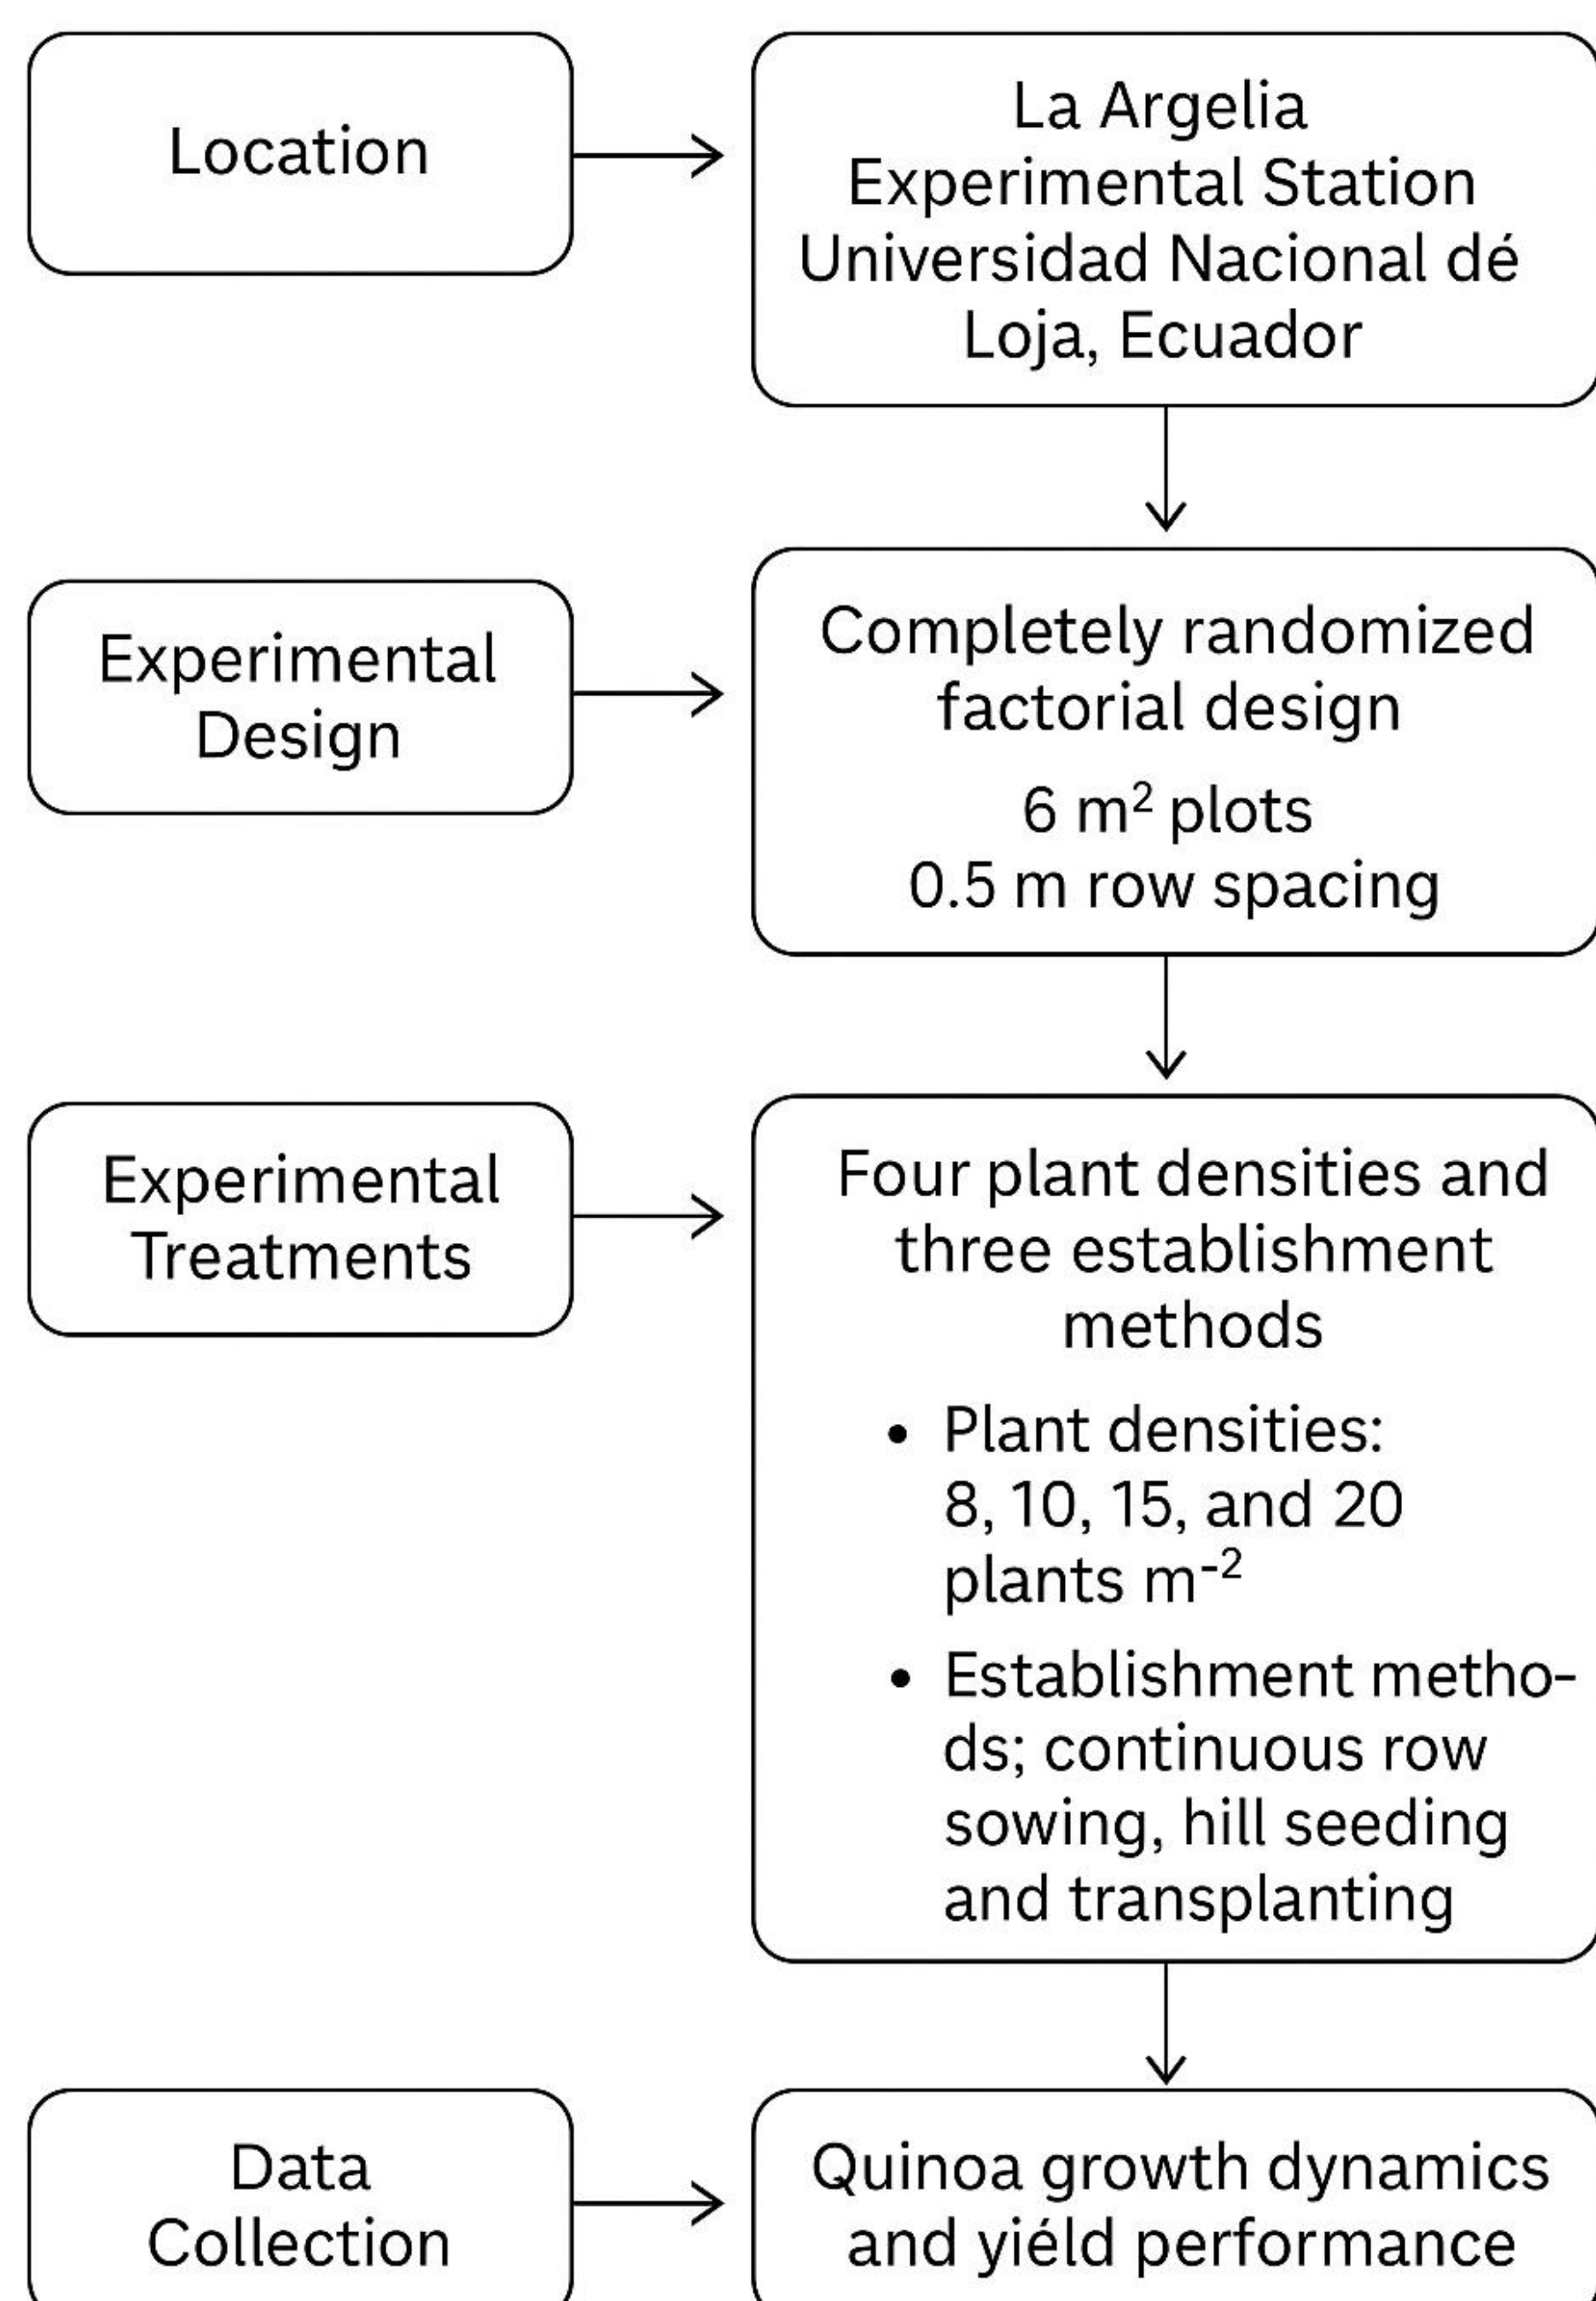 Location
La Argelia
Experimental Station
Universidad Nacional dé
Loja, Ecuador
Experimental
Design
Completely randomized
factorial design
6 m² plots
0.5 m row spacing
Experimental
Treatments
Four plant densities and
three establishment
methods
• Plant densities:
8, 10, 15, and 20
plants m⁻²
• Establishment metho-
ds; continuous row
sowing, hill seeding
and transplanting
Data
Collection
Quinoa growth dynamics
and yiéld performance